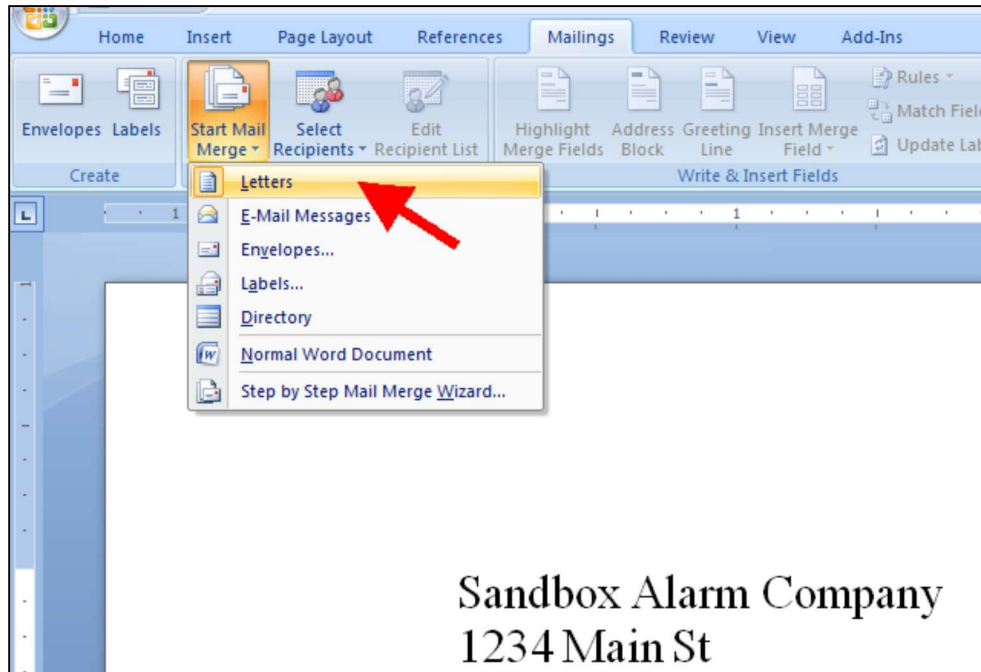 Home Insert Page Layout References Mailings Review View Add-Ins
Envelopes Labels Start Mail Merge Select Recipients Edit Recipient List Highlight Merge Fields Address Block Greeting Line Insert Merge Field Rules
Match
Update
Create Write & Insert Fields
Letters
1 1
E-Mail Messages
Envelopes...
Labels...
Directory
Normal Word Document
Step by Step Mail Merge Wizard...
Sandbox Alarm Company
1234 Main St